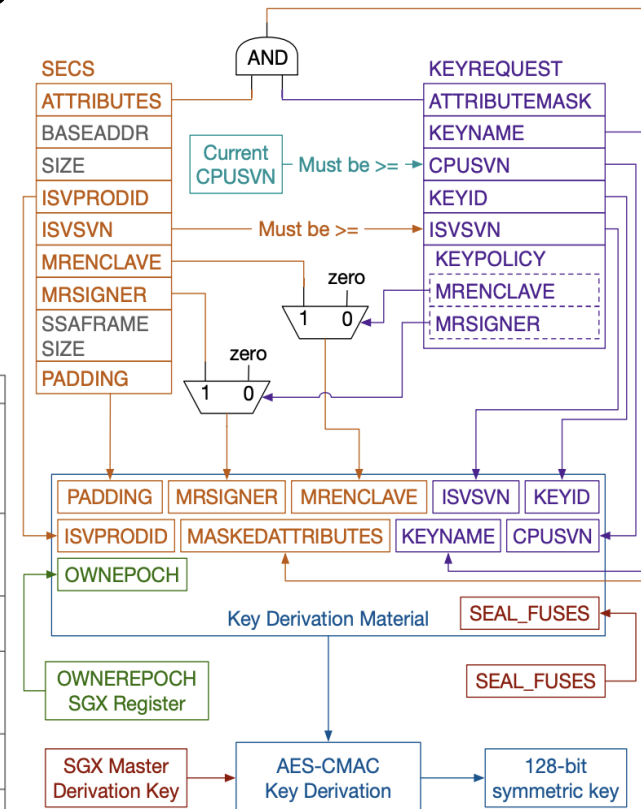 AND
SECS
KEYREQUEST
ATTRIBUTES
ATTRIBUTEMASK
BASEADDR
KEYNAME
SIZE
Current
CPUSVN
Must be >=
CPUSVN
ISVPRODID
KEYID
ISVSVN
Must be >=
ISVSVN
MRENCLAVE
KEYPOLICY
zero
MRENCLAVE
MRSIGNER
1 0
MRSIGNER
SSAFRAME
SIZE
zero
PADDING
1 0
PADDING
MRSIGNER
MRENCLAVE
ISVSVN
KEYID
ISVPRODID
MASKEDATTRIBUTES
KEYNAME
CPUSVN
OWNEPOCH
Key Derivation Material
SEAL_FUSES
OWNEREPOCH
SGX Register
SEAL_FUSES
SGX Master
Derivation Key
AES-CMAC
Key Derivation
128-bit
symmetric key